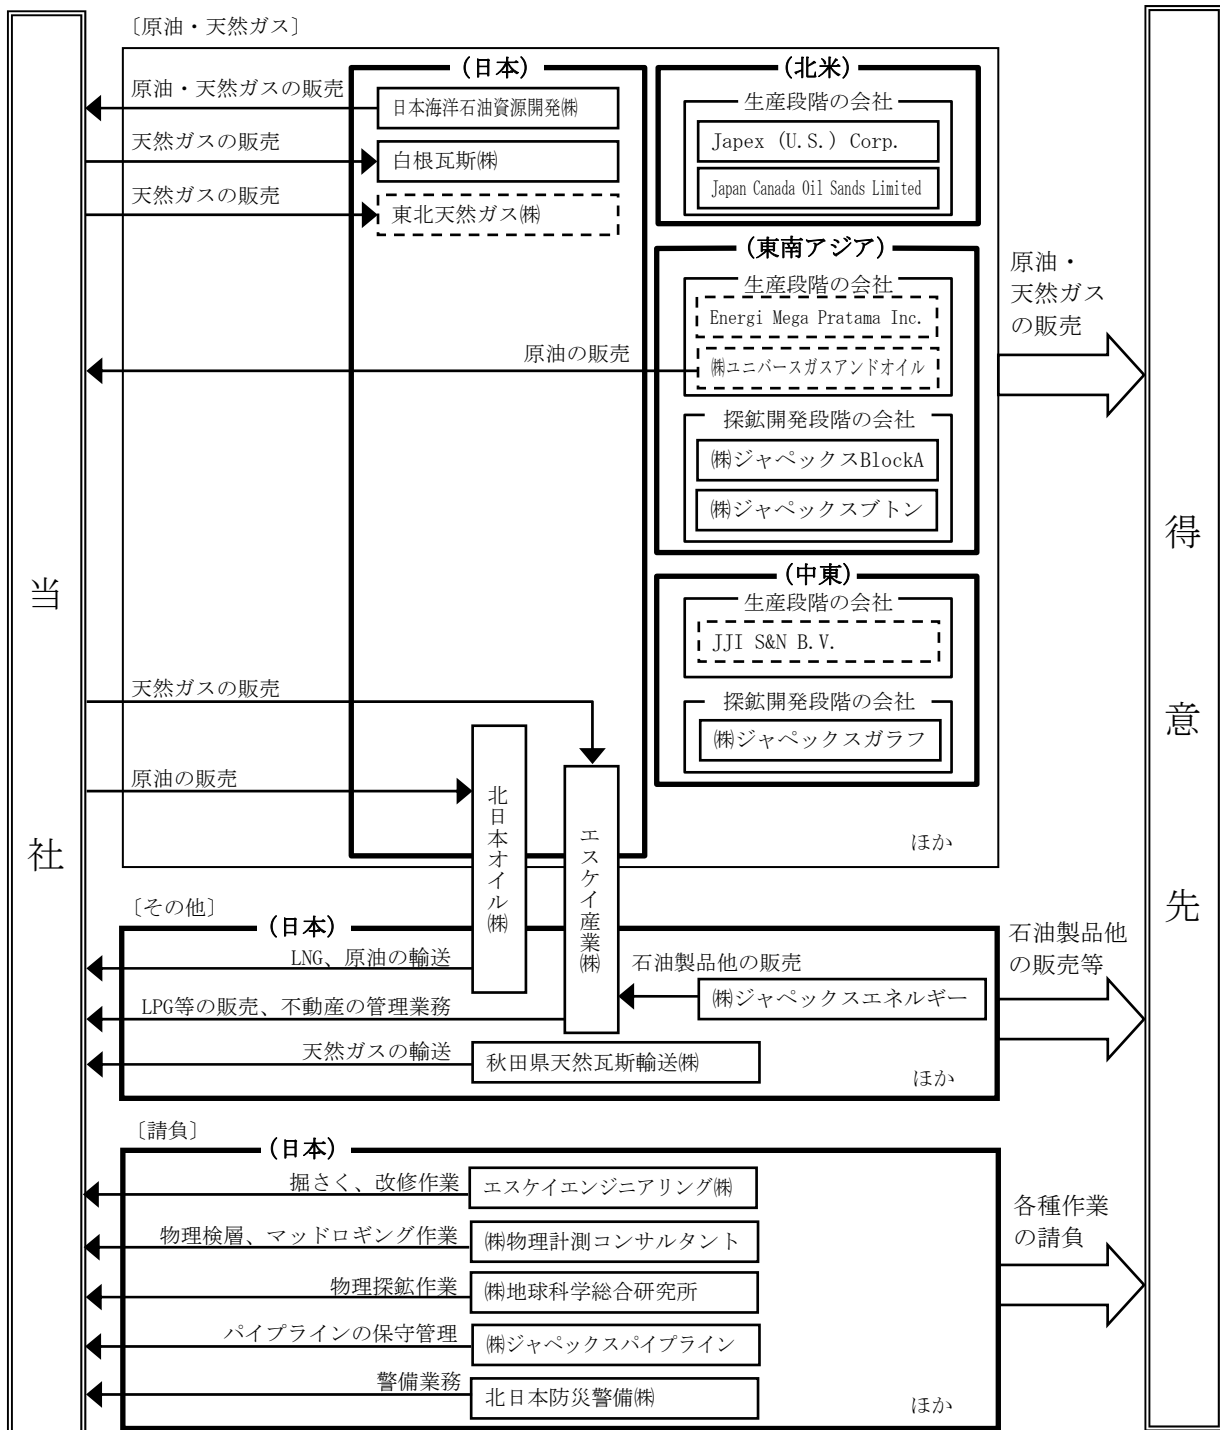 〔原油・天然ガス〕
(日本)
原油・天然ガスの販売
日本海洋石油資源開発㈱
天然ガスの販売
白根瓦斯㈱
天然ガスの販売
東北天然ガス㈱
(北米)
生産段階の会社
Japex (U.S.) Corp.
Japan Canada Oil Sands Limited
(東南アジア)
生産段階の会社
Energi Mega Pratama Inc.
原油の販売
㈱ユニバースガスアンドオイル
探鉱開発段階の会社
㈱ジャペックスBlockA
㈱ジャペックスブトン
(中東)
生産段階の会社
JJI S&N B.V.
探鉱開発段階の会社
㈱ジャペックスガラフ
天然ガスの販売
原油の販売
北日本オイル㈱
エスケイ産業㈱
ほか
原油・
天然ガス
の販売
当社
得意先
〔その他〕
(日本)
LNG、原油の輸送
石油製品他の販売
㈱ジャペックスエネルギー
LPG等の販売、不動産の管理業務
天然ガスの輸送
秋田県天然瓦斯輸送㈱
ほか
石油製品他
の販売等
〔請負〕
(日本)
掘さく、改修作業
エスケイエンジニアリング㈱
物理検層、マッドロギング作業
㈱物理計測コンサルタント
物理探鉱作業
㈱地球科学総合研究所
パイプラインの保守管理
㈱ジャペックスパイプライン
警備業務
北日本防災警備㈱
ほか
各種作業
の請負